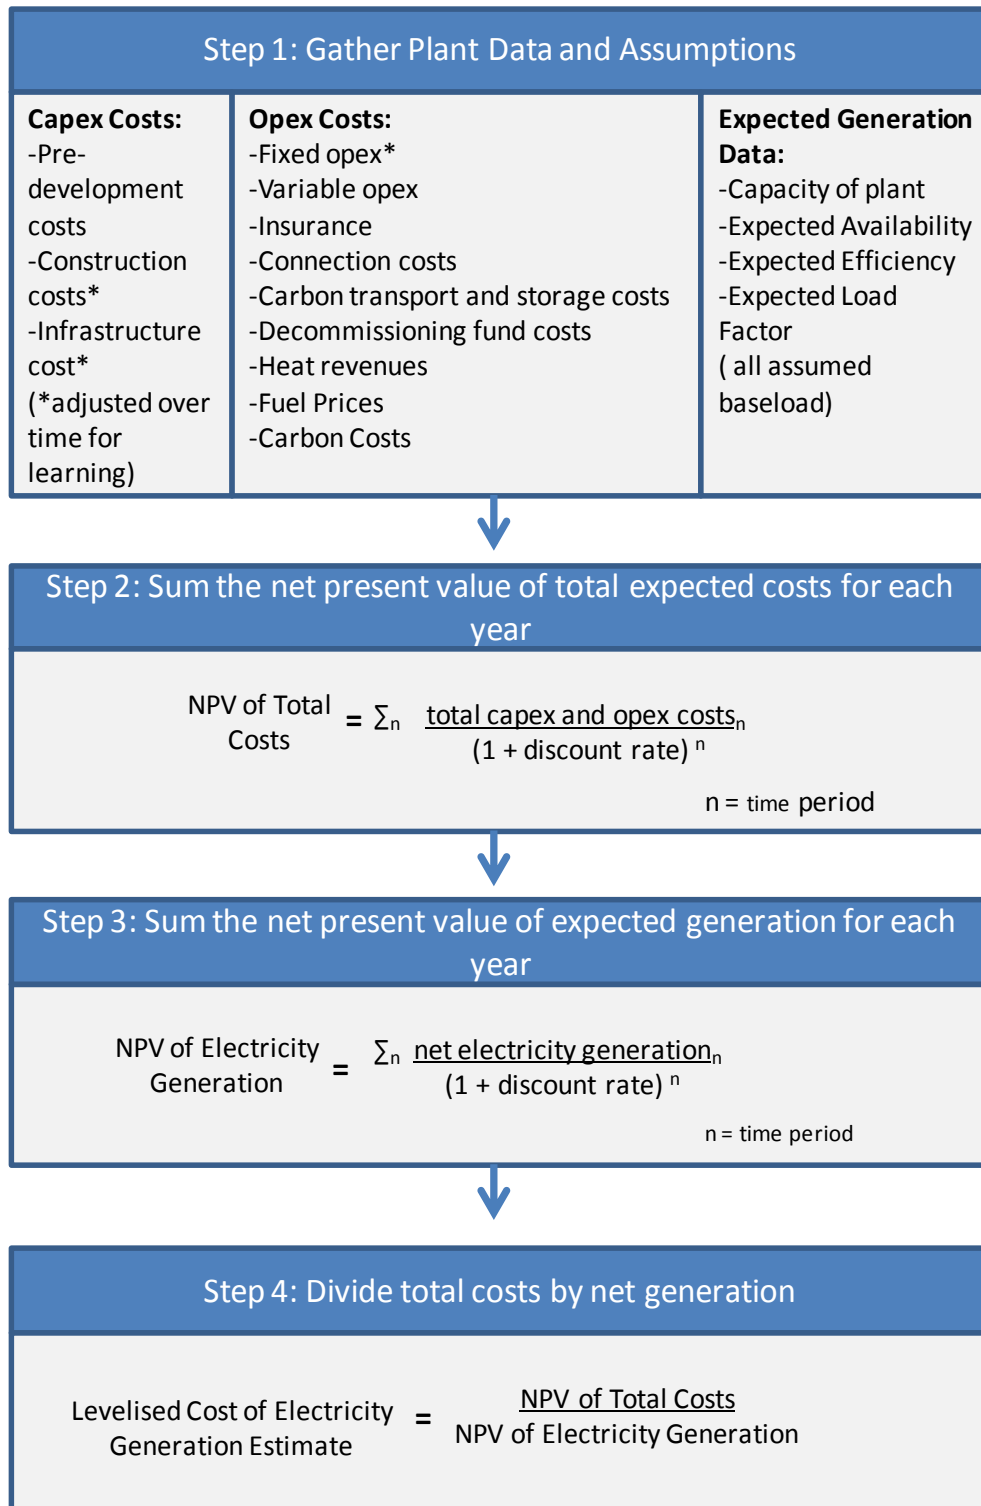 Step 1: Gather Plant Data and Assumptions
Capex Costs:
-Pre-
development
costs
-Construction
costs*
-Infrastructure
cost*
(*adjusted over
time for
learning)
Opex Costs:
-Fixed opex*
-Variable opex
-Insurance
-Connection costs
-Carbon transport and storage costs
-Decommissioning fund costs
-Heat revenues
-Fuel Prices
-Carbon Costs
Expected Generation
Data:
-Capacity of plant
-Expected Availability
-Expected Efficiency
-Expected Load
Factor
( all assumed
baseload)
Step 2: Sum the net present value of total expected costs for each
year
NPV of Total
Costs
= ∑n total capex and opex costsn
(1 + discount rate) n
n = time period
Step 3: Sum the net present value of expected generation for each
year
NPV of Electricity
Generation
= ∑n net electricity generationn
(1 + discount rate) n
n = time period
Step 4: Divide total costs by net generation
Levelised Cost of Electricity
Generation Estimate
= NPV of Total Costs
NPV of Electricity Generation